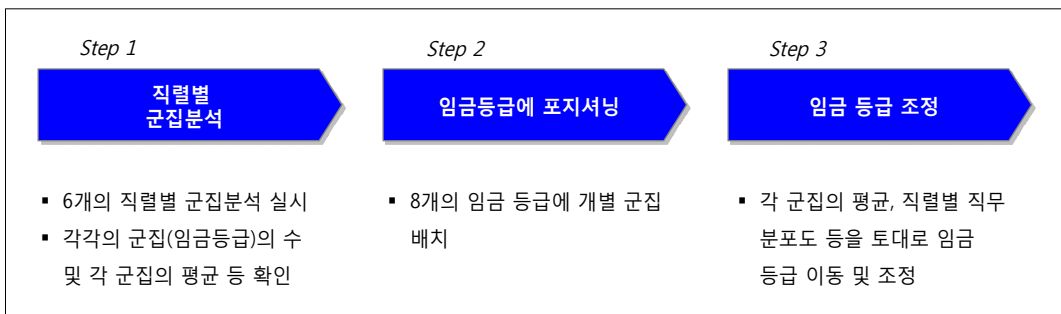 Step 1
직렬별
군집분석
▪ 6개의 직렬별 군집분석 실시
▪ 각각의 군집(임금등급)의 수
및 각 군집의 평균 등 확인
Step 2
임금등급에 포지셔닝
▪ 8개의 임금 등급에 개별 군집
배치
Step 3
임금 등급 조정
▪ 각 군집의 평균, 직렬별 직무
분포도 등을 토대로 임금
등급 이동 및 조정